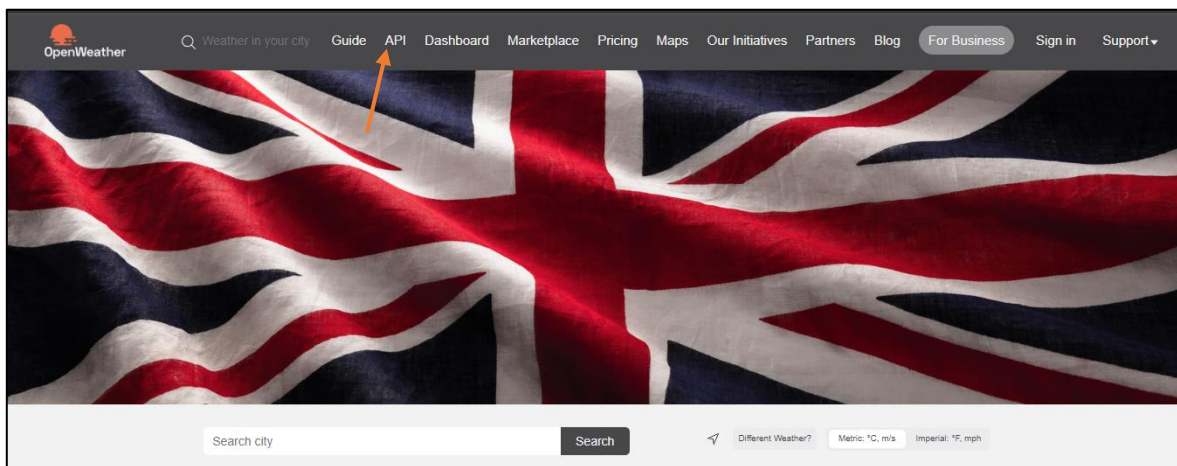 OpenWeather
Weather in your city Guide API Dashboard Marketplace Pricing Maps Our Initiatives Partners Blog For Business Sign in Support
Search city Search Different Weather? Metric: °C, m/s Imperial: °F, mph